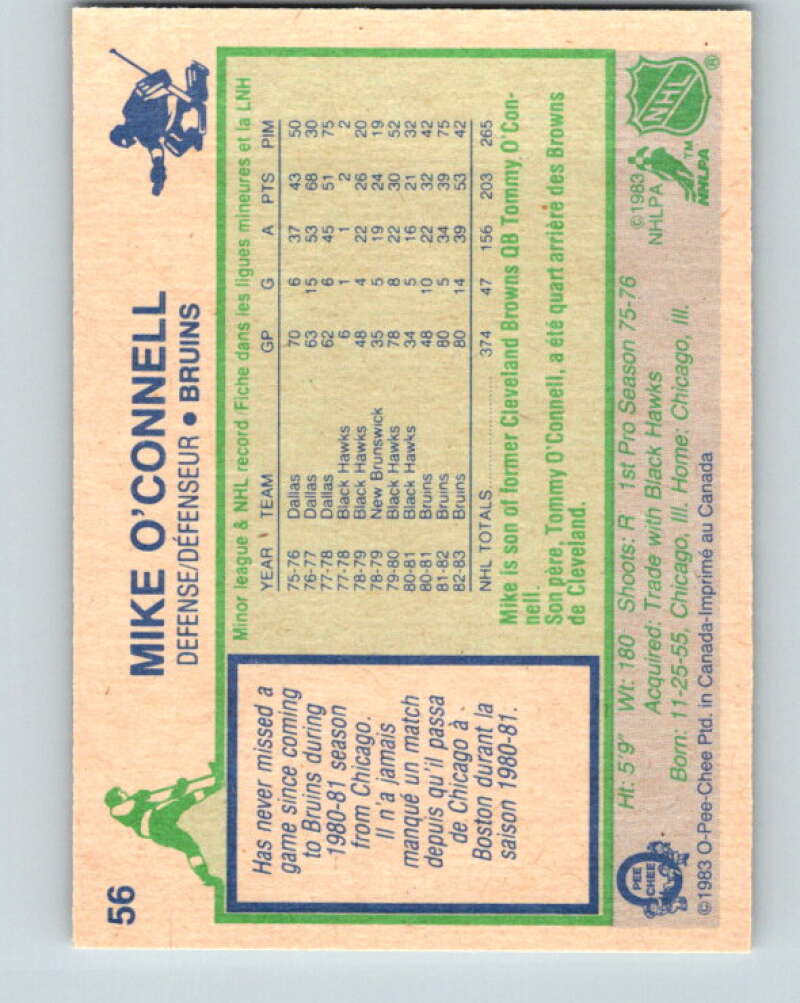 56
MIKE O'CONNELL
DEFENSE/DÉFENSEUR • BRUINS
Has never missed a
game since coming
to Bruins during
1980-81 season
from Chicago.
Il n'a jamais
manqué un match
depuis qu'il passa
de Chicago à
Boston durant la
saison 1980-81.
Minor league & NHL record/Fiche dans les ligues mineures et la LNH
YEAR TEAM GP G A PTS PIM
75-76 Dallas 70 6 37 43 50
76-77 Dallas 63 15 53 68 30
77-78 Dallas 62 6 45 51 75
77-78 Black Hawks 6 1 1 2 2
78-79 Black Hawks 48 4 22 26 20
78-79 New Brunswick 35 5 19 24 19
79-80 Black Hawks 78 8 22 30 52
80-81 Black Hawks 34 5 16 21 32
80-81 Bruins 48 10 22 32 42
81-82 Bruins 80 5 34 39 75
82-83 Bruins 80 14 39 53 42
NHL TOTALS 374 47 156 203 265
Mike is son of former Cleveland Browns QB Tommy O'Con-
nell.
Son père, Tommy O'Connell, a été quart arrière des Browns
de Cleveland.
Ht: 5'9" Wt: 180 Shoots: R 1st Pro Season 75-76
Acquired: Trade with Black Hawks
Born: 11-25-55, Chicago, Ill. Home: Chicago, Ill.
©1983 O-Pee-Chee Ptd. in Canada-Imprimé au Canada
O
PEE
CHEE
©1983
NHLPA
NHLPA™
NHL®